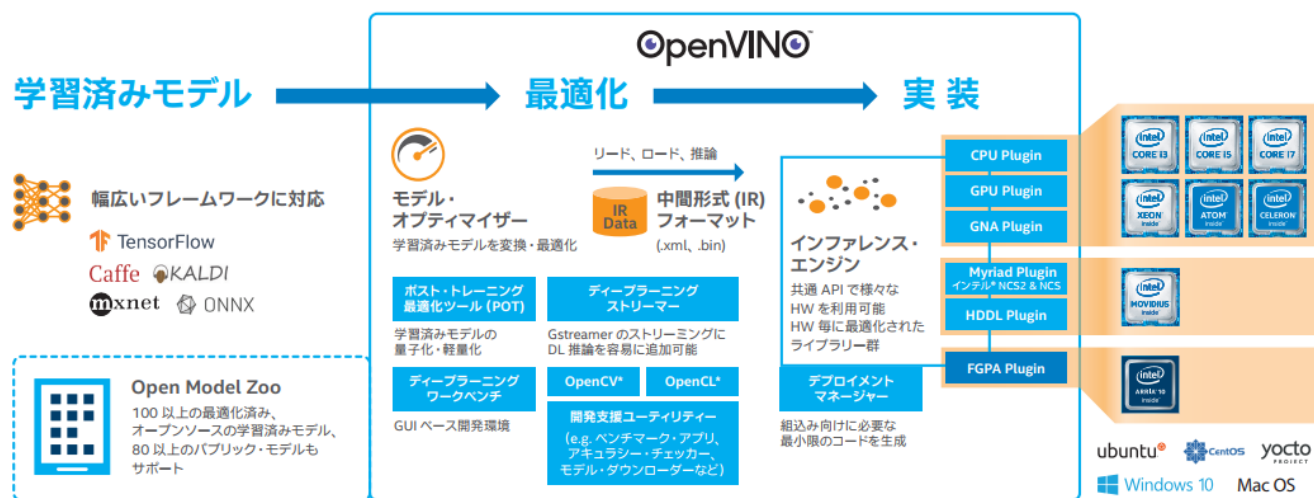 OpenVINO™
学習済みモデル
最適化
実装
幅広いフレームワークに対応
TensorFlow
Caffe KALDI
mxnet ONNX
Open Model Zoo
100 以上の最適化済み、
オープンソースの学習済みモデル、
80 以上のパブリック・モデルも
サポート
モデル・
オプティマイザー
学習済みモデルを変換・最適化
リード、ロード、推論
IR
Data
中間形式 (IR)
フォーマット
(.xml, .bin)
ポスト・トレーニング
最適化ツール (POT)
学習済みモデルの
量子化・軽量化
ディープラーニング
ストリーマー
Gstreamer のストリーミングに
DL 推論を容易に追加可能
ディープラーニング
ワークベンチ
GUI ベース開発環境
OpenCV*
OpenCL*
開発支援ユーティリティー
(e.g. ベンチマーク・アプリ、
アキュラシー・チェッカー、
モデル・ダウンローダーなど)
インファレンス・
エンジン
共通 API で様々な
HW を利用可能
HW 毎に最適化された
ライブラリー群
デプロイメント
マネージャー
組込み向けに必要な
最小限のコードを生成
CPU Plugin
GPU Plugin
GNA Plugin
Myriad Plugin
インテル® NCS2 & NCS
HDDL Plugin
FGPA Plugin
intel CORE i3 inside
intel CORE i5 inside
intel CORE i7 inside
intel XEON inside
intel ATOM inside
intel CELERON inside
intel MOVIDIUS inside
intel ARRIA 10 inside
ubuntu CentOS yocto PROJECT
Windows 10 Mac OS